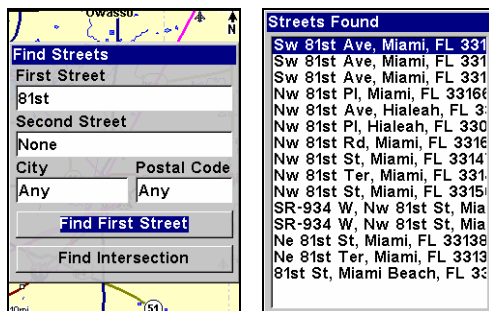 Owasso
N
Find Streets
First Street
81st
Second Street
None
City Postal Code
Any Any
Find First Street
Find Intersection
10mi
51
Streets Found
Sw 81st Ave, Miami, FL 331
Sw 81st Ave, Miami, FL 331
Sw 81st Ave, Miami, FL 331
Nw 81st Pl, Miami, FL 3316
Nw 81st Ave, Hialeah, FL 3
Nw 81st Pl, Hialeah, FL 330
Nw 81st Rd, Miami, FL 3316
Nw 81st St, Miami, FL 3314
Nw 81st Ter, Miami, FL 331
Nw 81st St, Miami, FL 3315
SR-934 W, Nw 81st St, Mia
SR-934 W, Nw 81st St, Mia
Ne 81st St, Miami, FL 33138
Ne 81st Ter, Miami, FL 3313
81st St, Miami Beach, FL 33